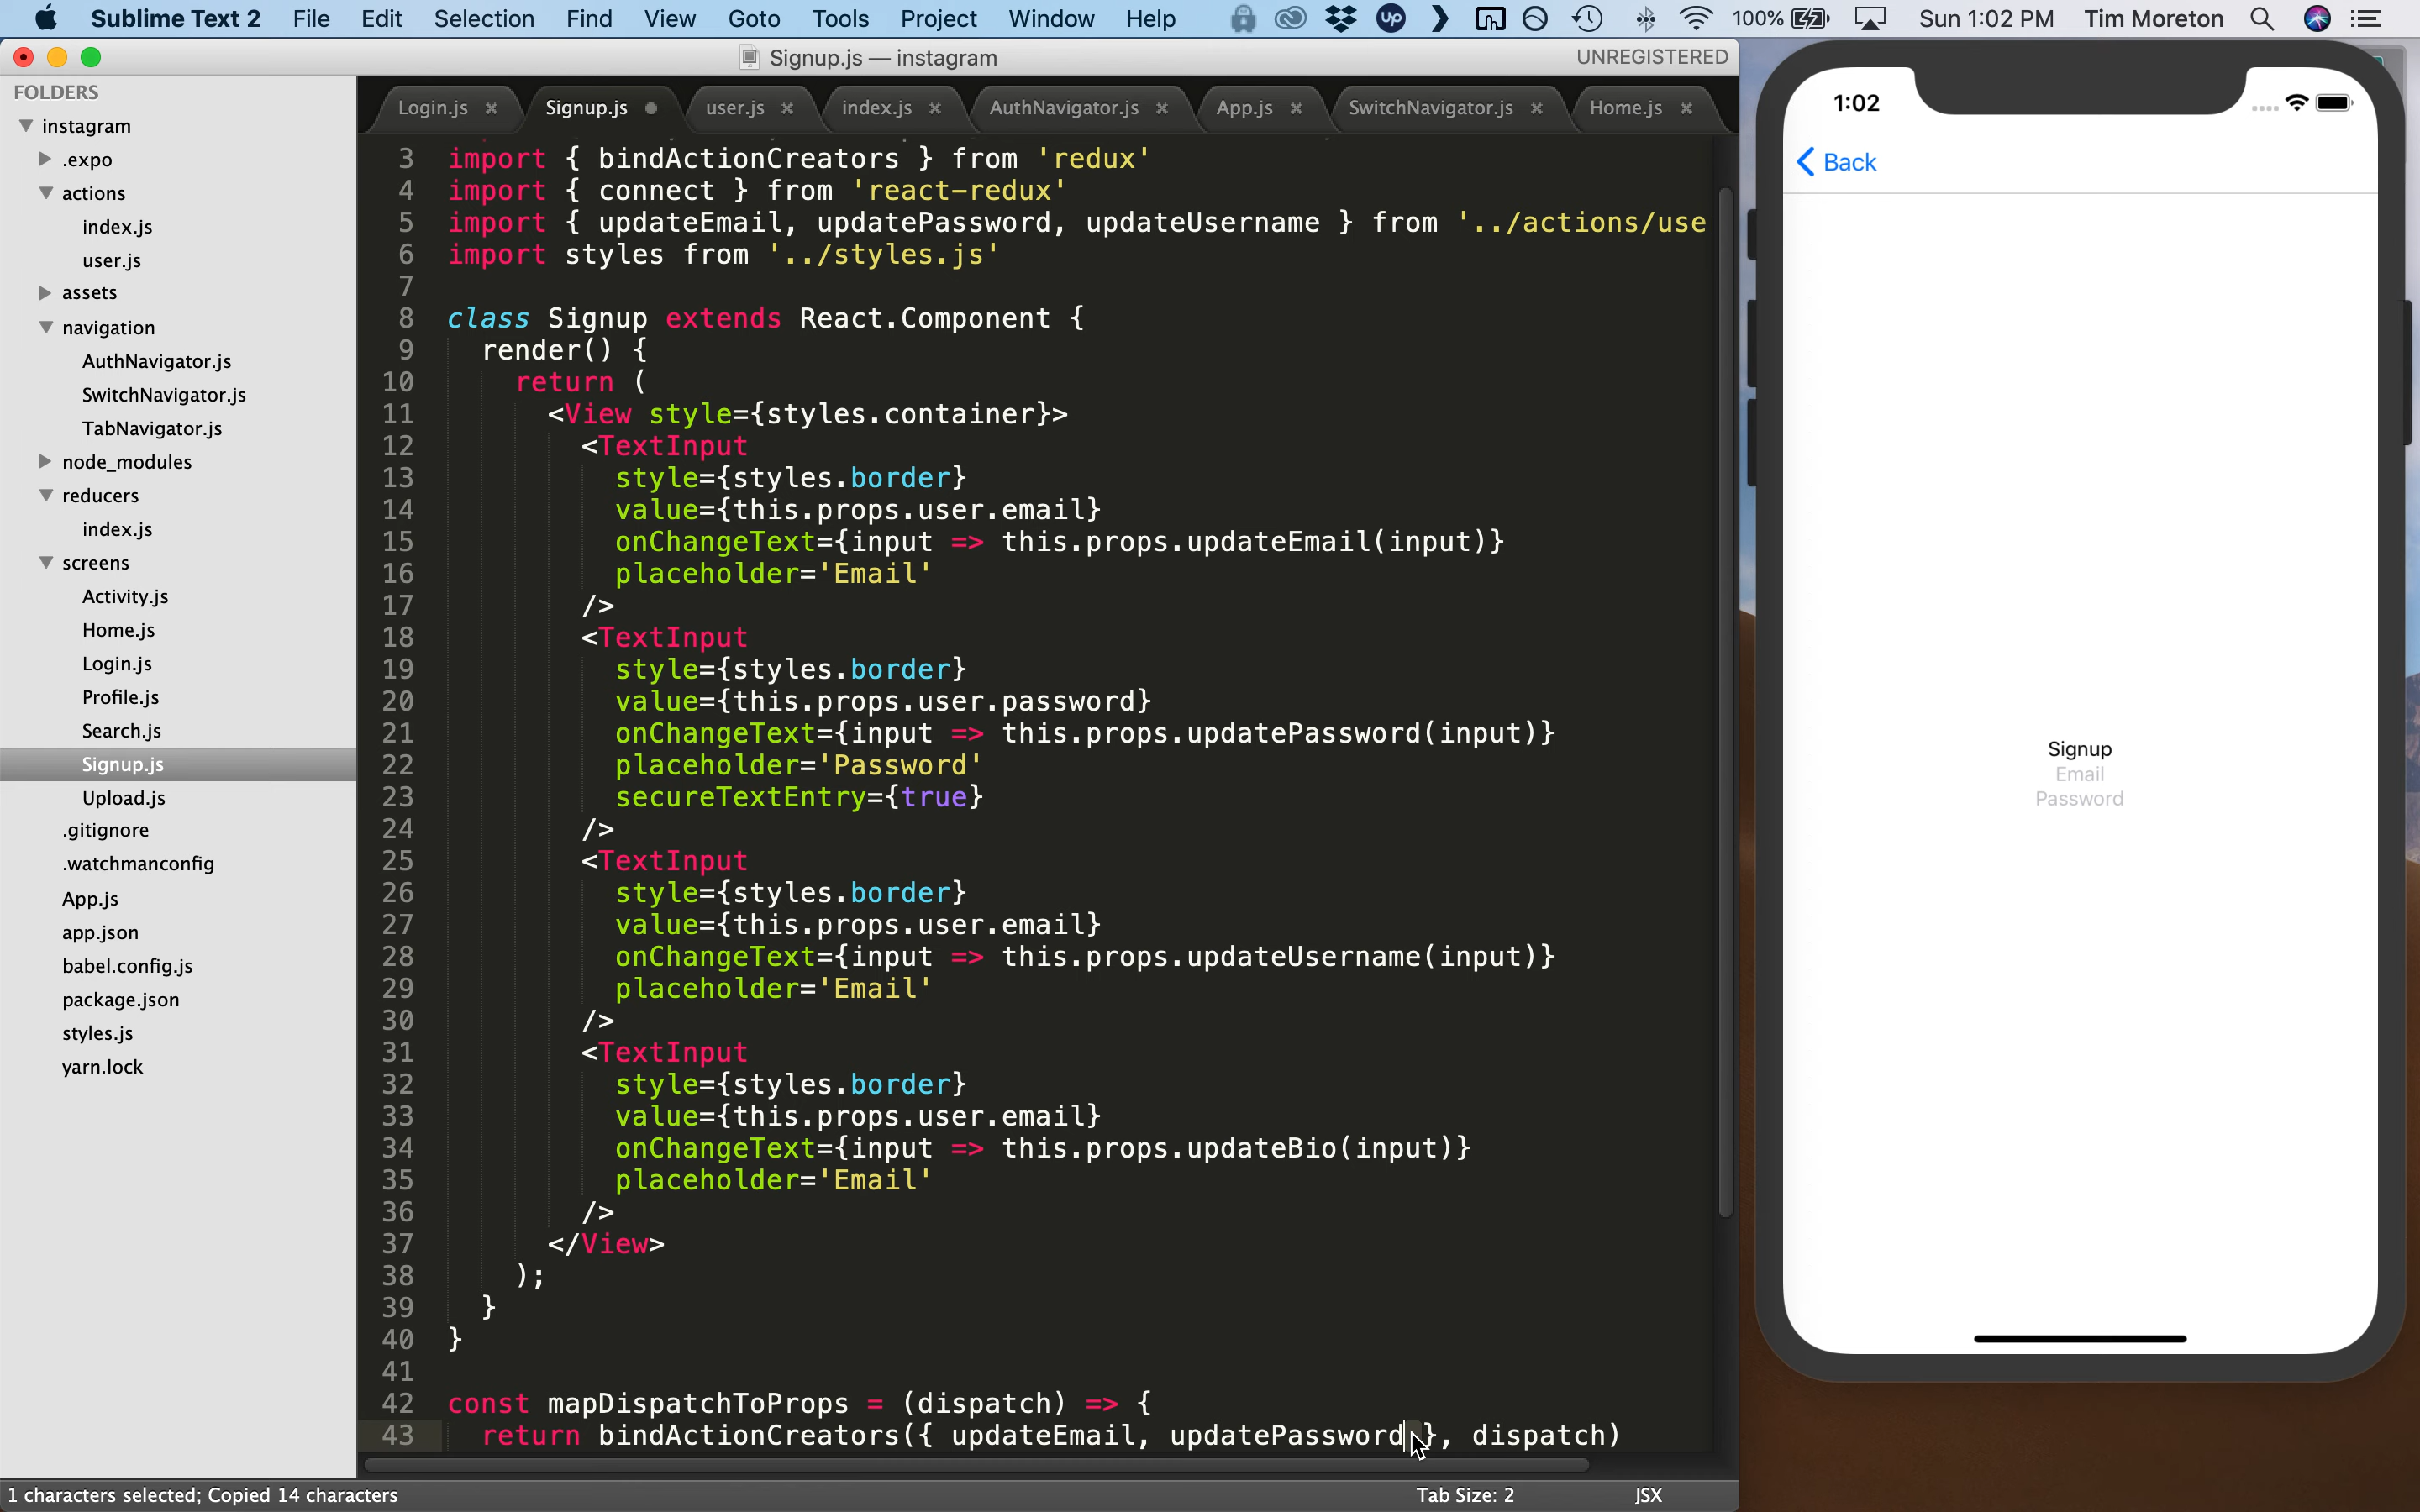 Sublime Text 2 File Edit Selection Find View Goto Tools Project Window Help Up 100% Sun 1:02 PM Tim Moreton
Signup.js — instagram UNREGISTERED
FOLDERS
instagram
.expo
actions
index.js
user.js
assets
navigation
AuthNavigator.js
SwitchNavigator.js
TabNavigator.js
node_modules
reducers
index.js
screens
Activity.js
Home.js
Login.js
Profile.js
Search.js
Signup.js
Upload.js
.gitignore
.watchmanconfig
App.js
app.json
babel.config.js
package.json
styles.js
yarn.lock
Login.js × Signup.js user.js × index.js × AuthNavigator.js × App.js × SwitchNavigator.js × Home.js ×
3 import { bindActionCreators } from 'redux'
4 import { connect } from 'react-redux'
5 import { updateEmail, updatePassword, updateUsername } from '../actions/use
6 import styles from '../styles.js'
7
8 class Signup extends React.Component {
9 render() {
10 return (
11 <View style={styles.container}>
12 <TextInput
13 style={styles.border}
14 value={this.props.user.email}
15 onChangeText={input => this.props.updateEmail(input)}
16 placeholder='Email'
17 />
18 <TextInput
19 style={styles.border}
20 value={this.props.user.password}
21 onChangeText={input => this.props.updatePassword(input)}
22 placeholder='Password'
23 secureTextEntry={true}
24 />
25 <TextInput
26 style={styles.border}
27 value={this.props.user.email}
28 onChangeText={input => this.props.updateUsername(input)}
29 placeholder='Email'
30 />
31 <TextInput
32 style={styles.border}
33 value={this.props.user.email}
34 onChangeText={input => this.props.updateBio(input)}
35 placeholder='Email'
36 />
37 </View>
38 );
39 }
40 }
41
42 const mapDispatchToProps = (dispatch) => {
43 return bindActionCreators({ updateEmail, updatePassword }, dispatch)
1 characters selected; Copied 14 characters Tab Size: 2 JSX
1:02
Back
Signup
Email
Password